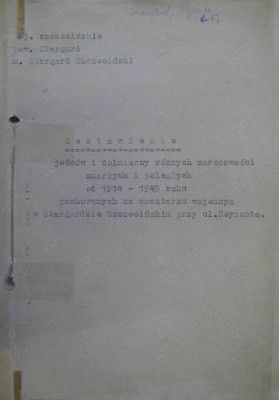 woj. szczecińskie
pow. Stargard
m. Stargard Szczeciński
Zestawienie
jeńców i żołnierzy różnych narodowości
zmarłych i poległych
od 1914 - 1945 roku
pochowanych na cmentarzu wojennym
w Stargardzie Szczecińskim przy ul.Reymonta.